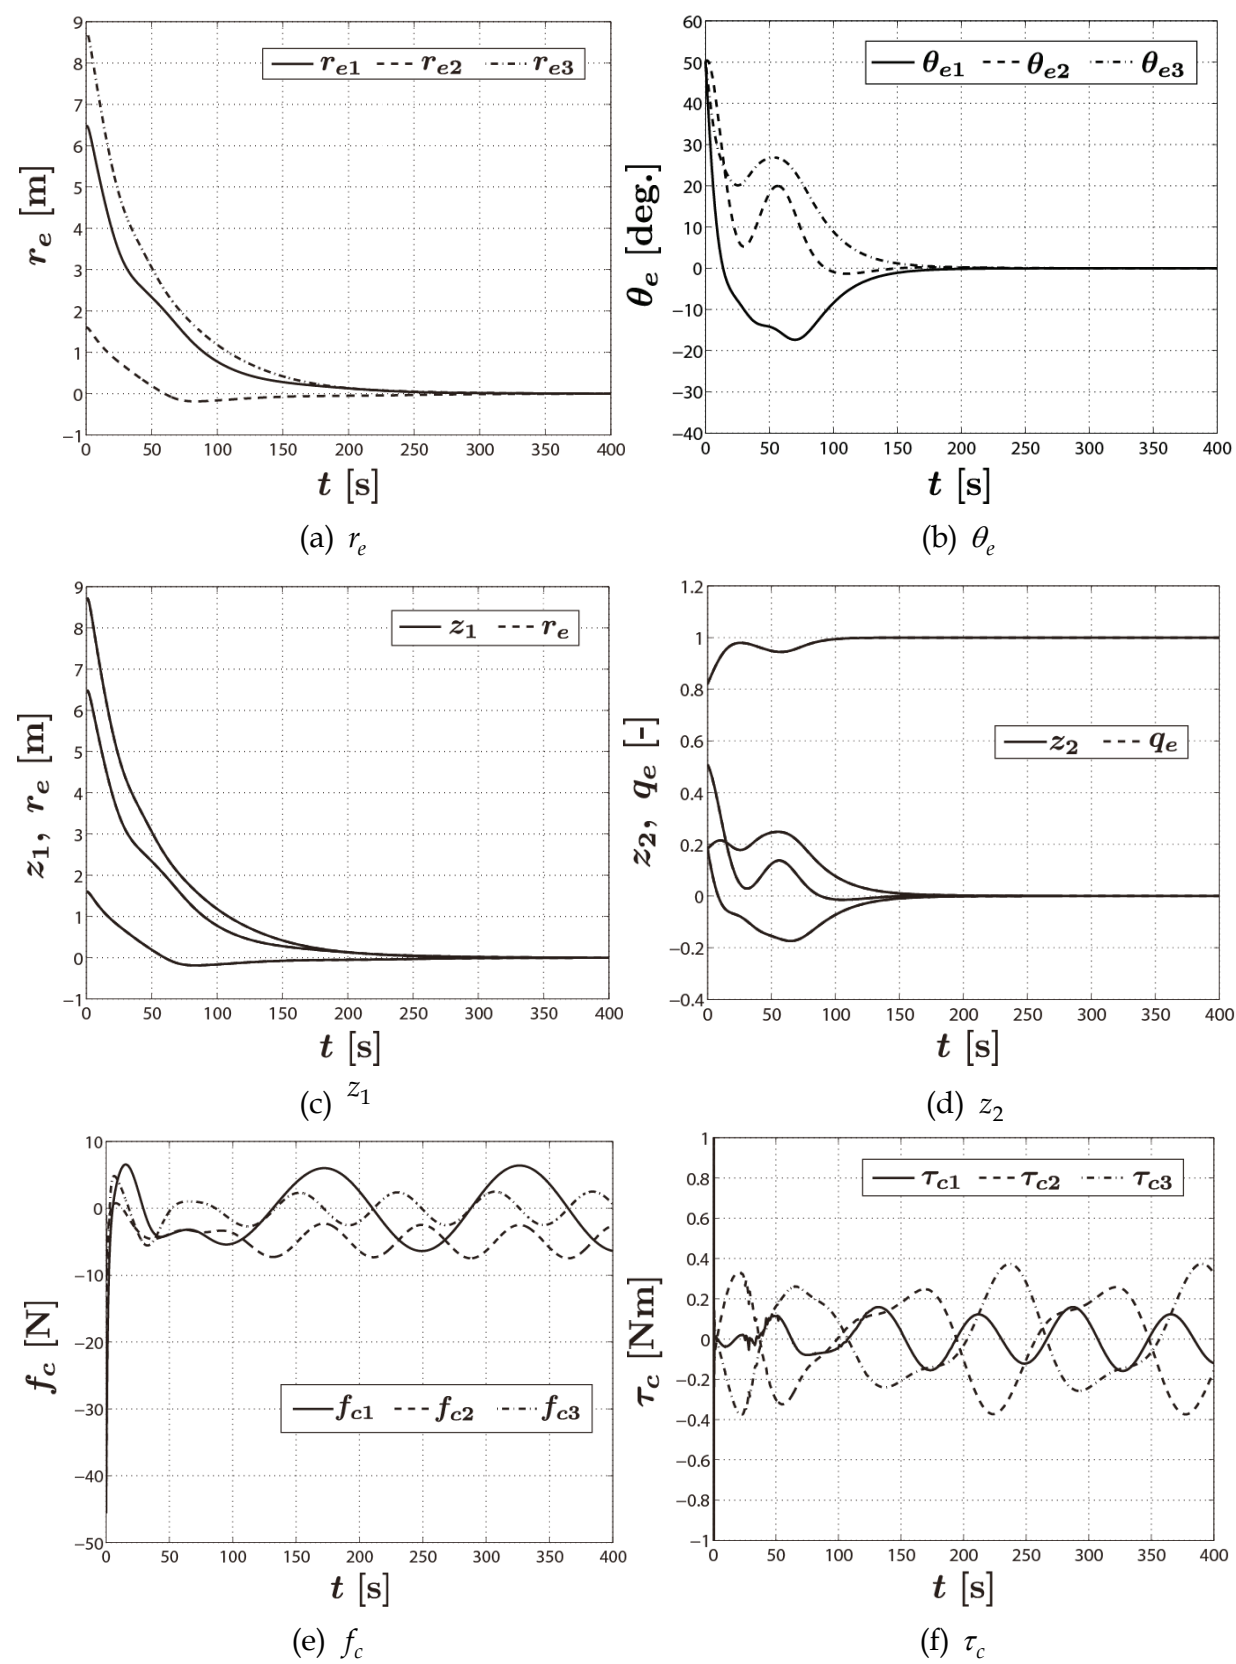 9
8
7
6
5
4
3
2
1
0
−1
r_e [m]
r_e1 r_e2 r_e3
0 50 100 150 200 250 300 350 400
t [s]
(a) r_e
60
50
40
30
20
10
0
−10
−20
−30
−40
θ_e [deg.]
θ_e1 θ_e2 θ_e3
0 50 100 150 200 250 300 350 400
t [s]
(b) θ_e
9
8
7
6
5
4
3
2
1
0
−1
z_1, r_e [m]
z_1 r_e
0 50 100 150 200 250 300 350 400
t [s]
(c) z_1
1.2
1
0.8
0.6
0.4
0.2
0
−0.2
−0.4
z_2, q_e [-]
z_2 q_e
0 50 100 150 200 250 300 350 400
t [s]
(d) z_2
10
0
−10
−20
−30
−40
−50
f_c [N]
f_c1 f_c2 f_c3
0 50 100 150 200 250 300 350 400
t [s]
(e) f_c
1
0.8
0.6
0.4
0.2
0
−0.2
−0.4
−0.6
−0.8
−1
τ_c [Nm]
τ_c1 τ_c2 τ_c3
0 50 100 150 200 250 300 350 400
t [s]
(f) τ_c